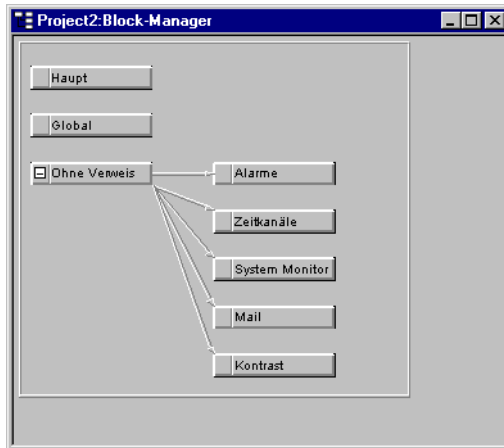 Project2:Block-Manager
Haupt
Global
Ohne Verweis
Alarme
Zeitkanäle
System Monitor
Mail
Kontrast